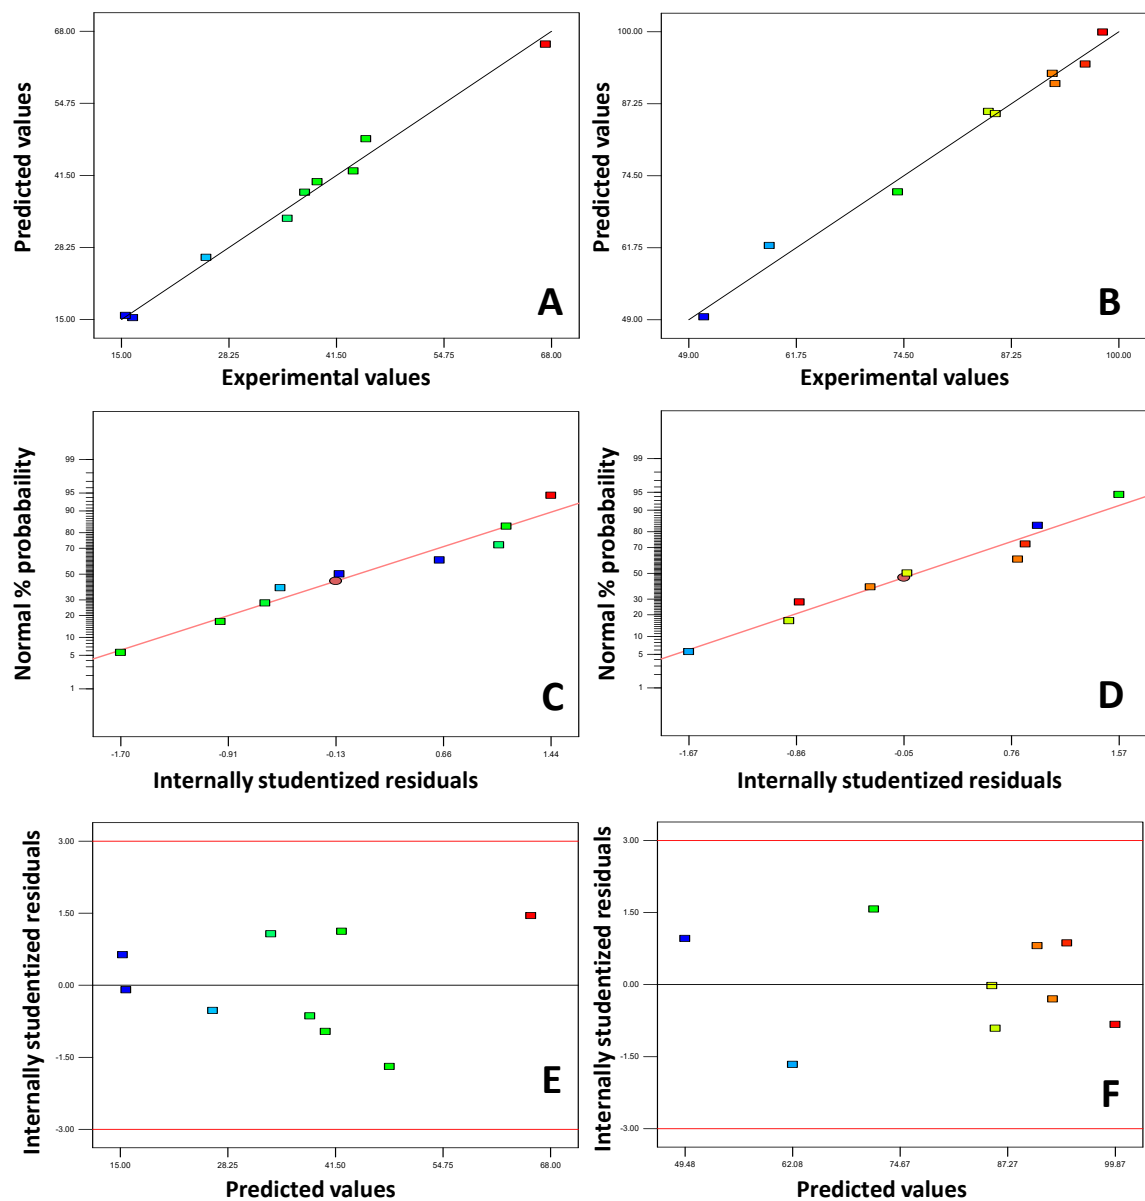 Predicted values
68.00
54.75
41.50
28.25
15.00
A
15.00 28.25 41.50 54.75 68.00
Experimental values
Predicted values
100.00
87.25
74.50
61.75
49.00
B
49.00 61.75 74.50 87.25 100.00
Experimental values
Normal % probabaility
99
95
90
80
70
50
30
20
10
5
1
C
-1.70 -0.91 -0.13 0.66 1.44
Internally studentized residuals
Normal % probability
99
95
90
80
70
50
30
20
10
5
1
D
-1.67 -0.86 -0.05 0.76 1.57
Internally studentized residuals
Internally studentized residuals
3.00
1.50
0.00
-1.50
-3.00
E
15.00 28.25 41.50 54.75 68.00
Predicted values
Internally studentized residuals
3.00
1.50
0.00
-1.50
-3.00
F
49.48 62.08 74.67 87.27 99.87
Predicted values